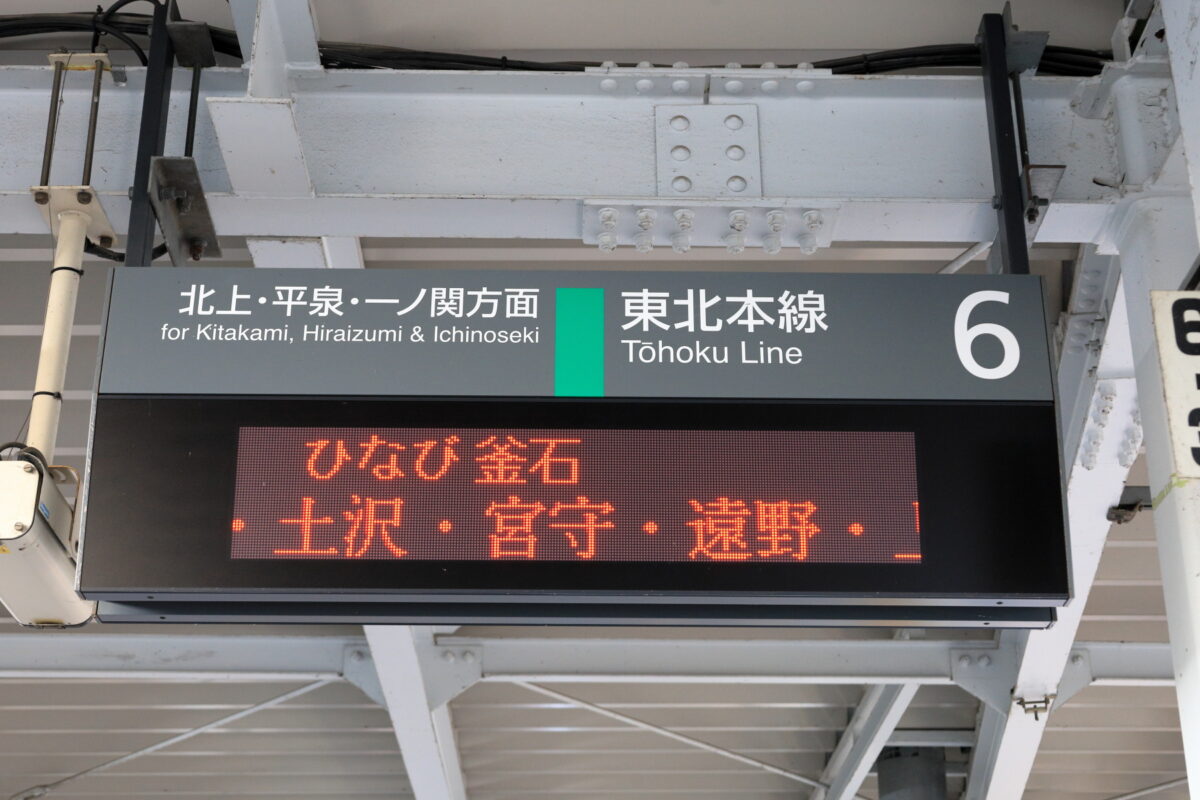 北上・平泉・一ノ関方面
for Kitakami, Hiraizumi & Ichinoseki
東北本線
Tōhoku Line
6
ひなび 釜石
・土沢・宮守・遠野・